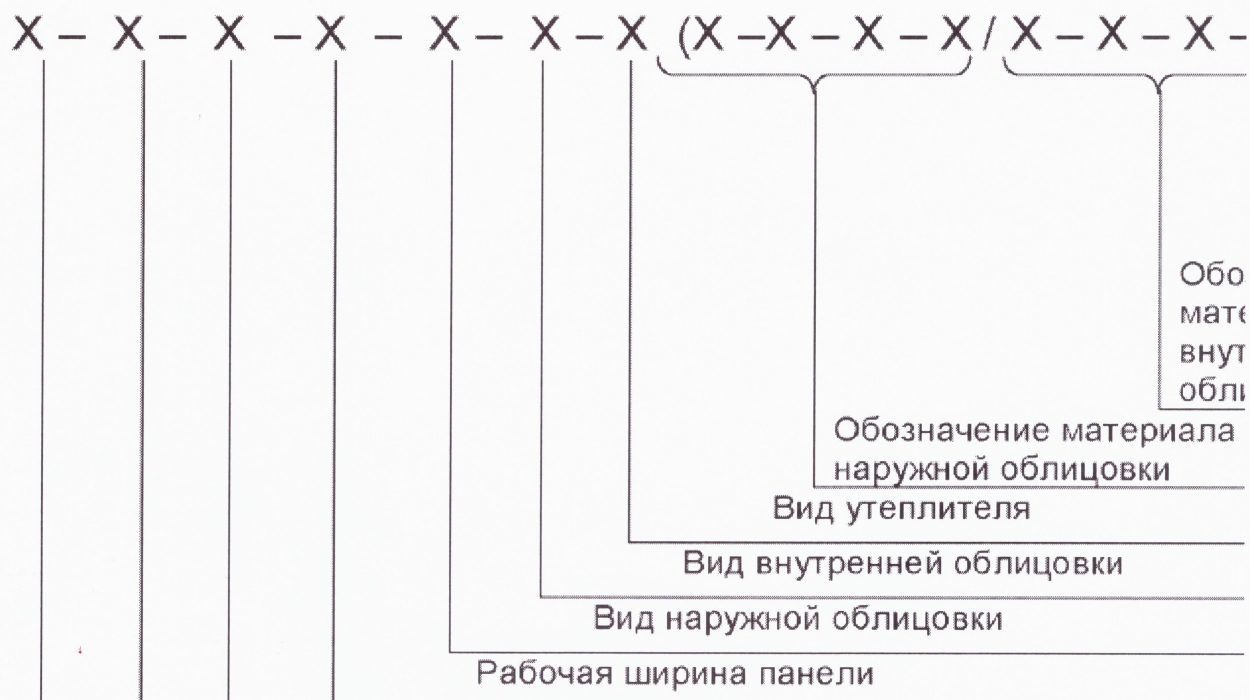 X – X – X – X – X – X – X (X –X – X – X / X – X – X -
Обо
мате
внут
обли
Обозначение материала
наружной облицовки
Вид утеплителя
Вид внутренней облицовки
Вид наружной облицовки
Рабочая ширина панели